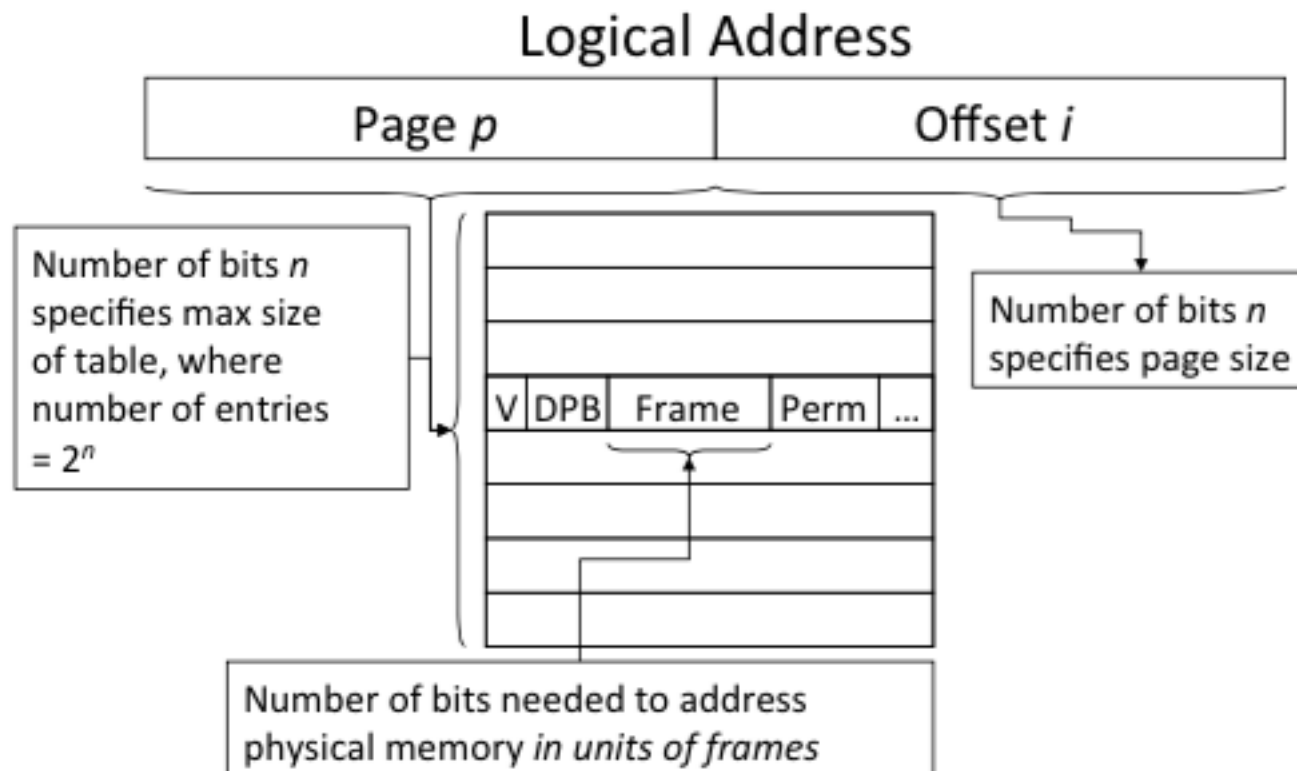 Logical Address
Page p
Offset i
Number of bits n
specifies max size
of table, where
number of entries
= 2ⁿ
Number of bits n
specifies page size
V DPB Frame Perm ...
Number of bits needed to address
physical memory in units of frames